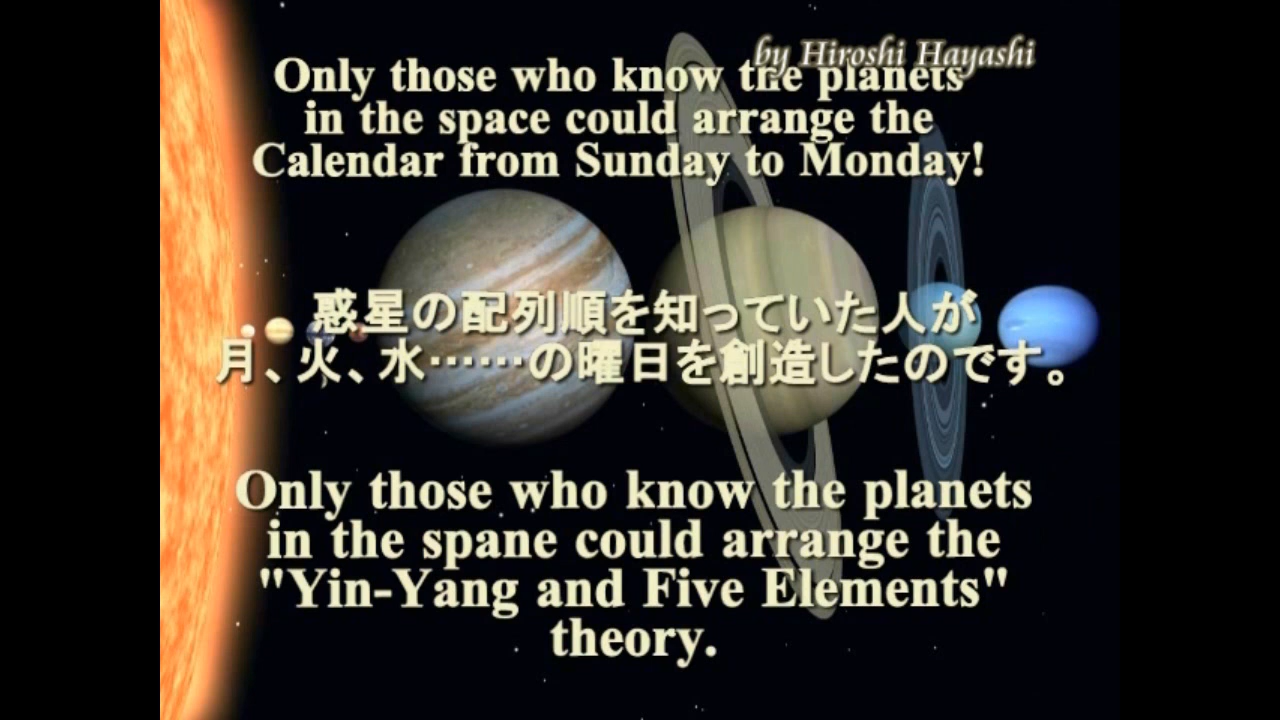 by Hiroshi Hayashi
Only those who know the planets
in the space could arrange the
Calendar from Sunday to Monday!
惑星の配列順を知っていた人が
月、火、水……の曜日を創造したのです。
Only those who know the planets
in the spane could arrange the
"Yin-Yang and Five Elements"
theory.